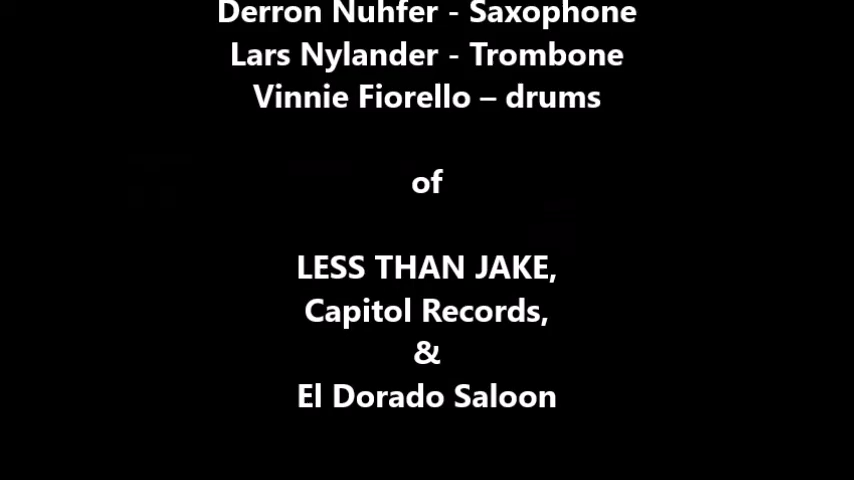 Derron Nuhfer - Saxophone
Lars Nylander - Trombone
Vinnie Fiorello – drums
of
LESS THAN JAKE,
Capitol Records,
&
El Dorado Saloon